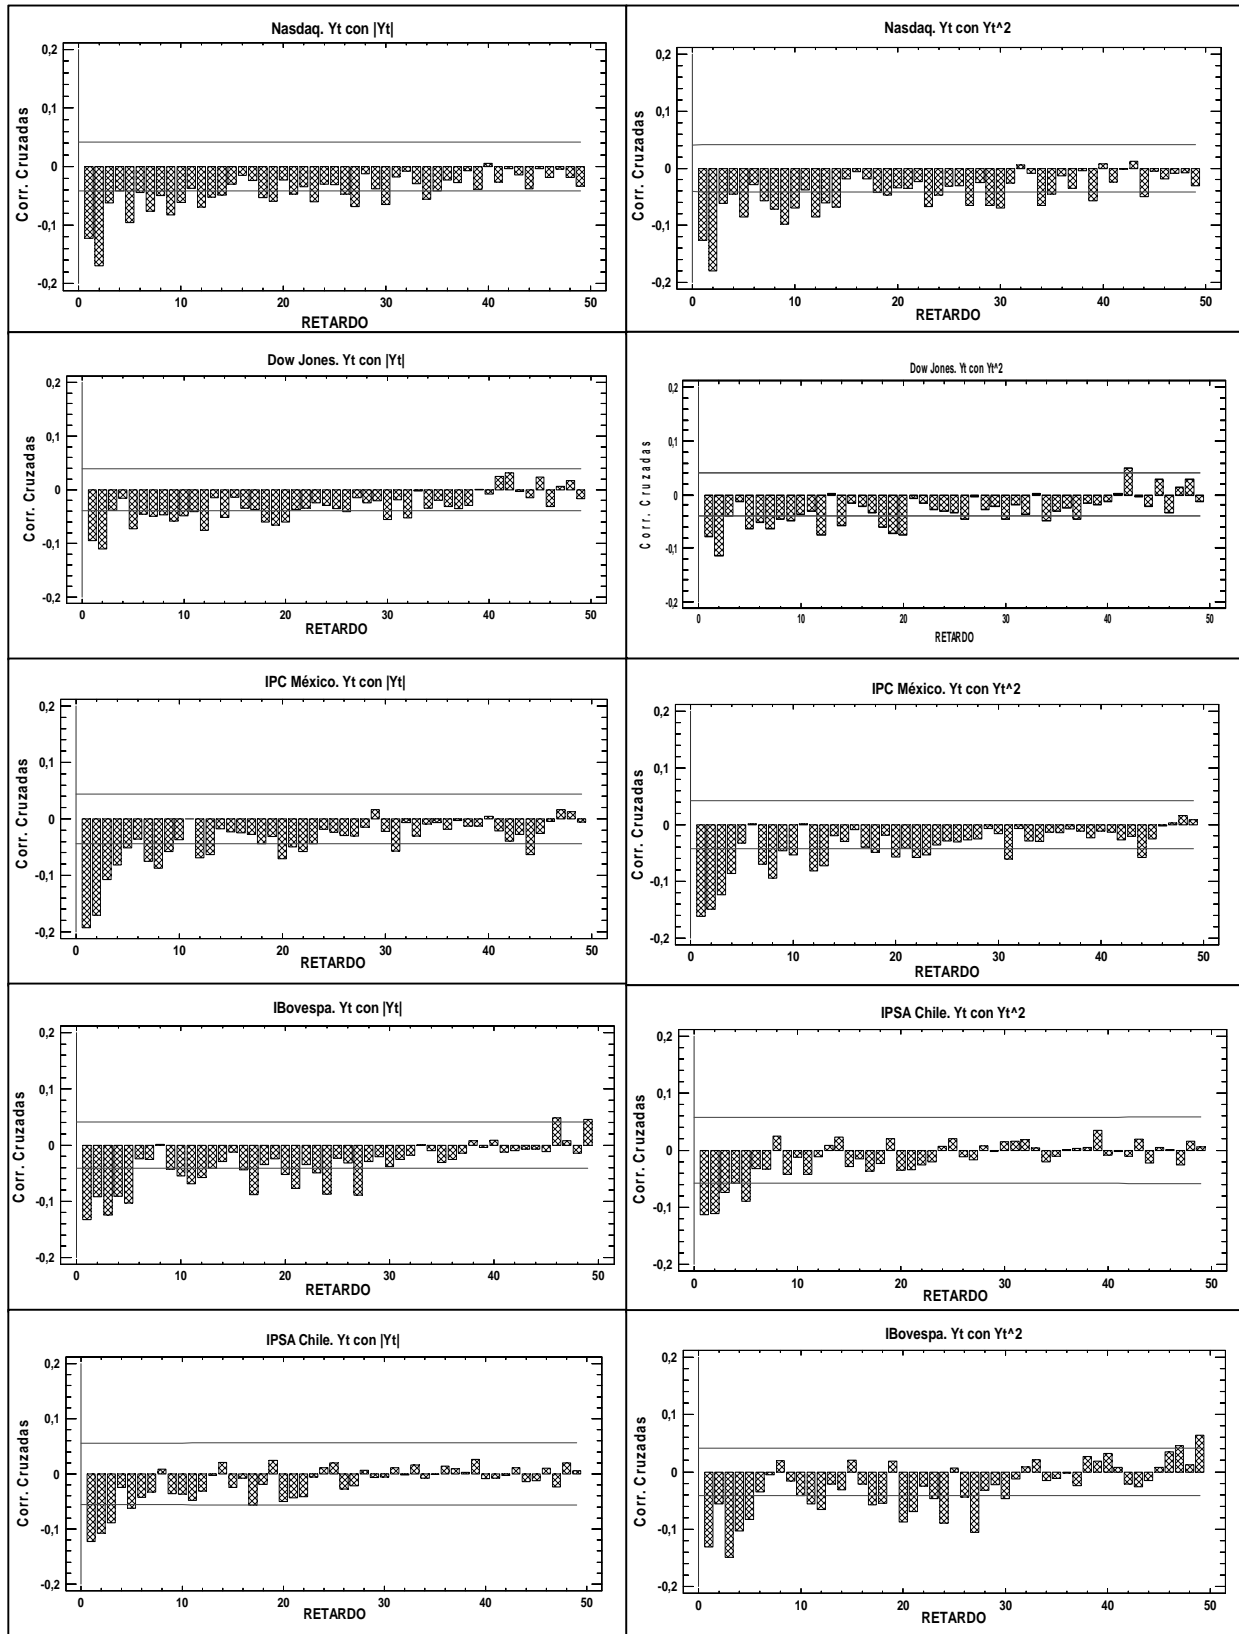 Nasdaq. Yt con |Yt|
Corr. Cruzadas
0,2
0,1
0
-0,1
-0,2
0 10 20 30 40 50
RETARDO
Nasdaq. Yt con Yt^2
Corr. Cruzadas
0,2
0,1
0
-0,1
-0,2
0 10 20 30 40 50
RETARDO
Dow Jones. Yt con |Yt|
Corr. Cruzadas
0,2
0,1
0
-0,1
-0,2
0 10 20 30 40 50
RETARDO
Dow Jones. Yt con Yt^2
Corr. Cruzadas
0,2
0,1
0
-0,1
-0,2
0 10 20 30 40 50
RETARDO
IPC México. Yt con |Yt|
Corr. Cruzadas
0,2
0,1
0
-0,1
-0,2
0 10 20 30 40 50
RETARDO
IPC México. Yt con Yt^2
Corr. Cruzadas
0,2
0,1
0
-0,1
-0,2
0 10 20 30 40 50
RETARDO
IBovespa. Yt con |Yt|
Corr. Cruzadas
0,2
0,1
0
-0,1
-0,2
0 10 20 30 40 50
RETARDO
IPSA Chile. Yt con Yt^2
Corr. Cruzadas
0,2
0,1
0
-0,1
-0,2
0 10 20 30 40 50
RETARDO
IPSA Chile. Yt con |Yt|
Corr. Cruzadas
0,2
0,1
0
-0,1
-0,2
0 10 20 30 40 50
RETARDO
IBovespa. Yt con Yt^2
Corr. Cruzadas
0,2
0,1
0
-0,1
-0,2
0 10 20 30 40 50
RETARDO